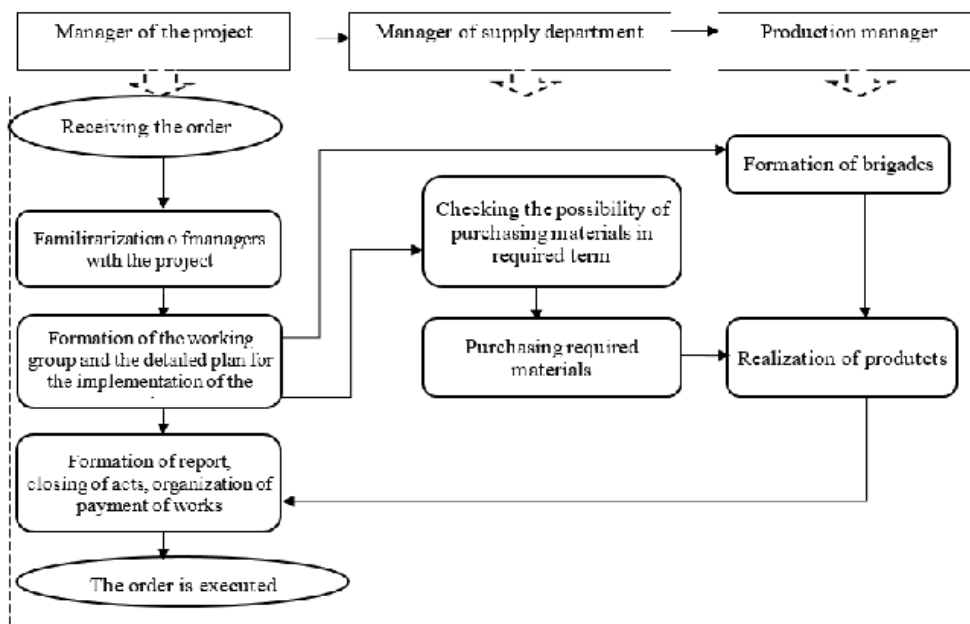 Manager of the project
Manager of supply department
Production manager
Receiving the order
Formation of brigades
Checking the possibility of
purchasing materials in
required term
Familirarization o fmanagers
with the project
Formation of the working
group and the detailed plan for
the implementation of the
Purchasing required
materials
Realization of produtcts
Formation of report,
closing of acts, organization of
payment of works
The order is executed